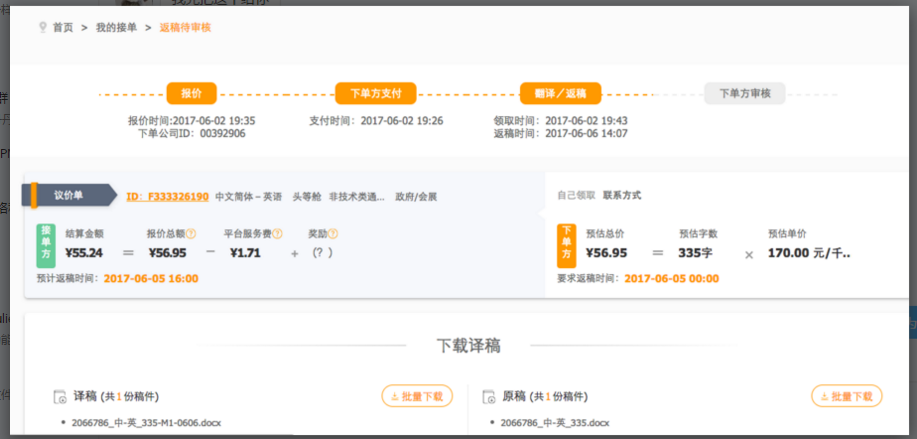 首页 > 我的接单 > 返稿待审核
报价 下单方支付 翻译／返稿 下单方审核
报价时间:2017-06-02 19:35 支付时间：2017-06-02 19:26 领取时间：2017-06-02 19:43
下单公司ID：00392906 返稿时间：2017-06-06 14:07
议价单 ID：F333326190 中文简体－英语 头等舱 非技术类通... 政府/会展 自己领取 联系方式
接单方 结算金额 报价总额? 平台服务费? 奖励? 下单方 预估总价 预估字数 预估单价
¥55.24 = ¥56.95 － ¥1.71 + （?） ¥56.95 = 335字 × 170.00 元/千..
预计返稿时间：2017-06-05 16:00 要求返稿时间：2017-06-05 00:00
下载译稿
译稿 (共1份稿件) 批量下载 原稿 (共1份稿件) 批量下载
• 2066786_中-英_335-M1-0606.docx • 2066786_中-英_335.docx